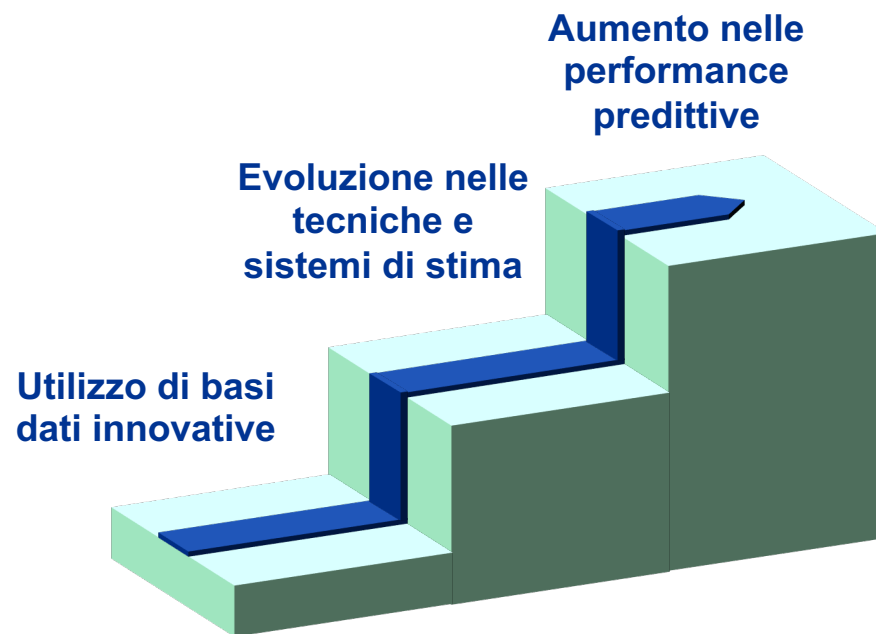 Aumento nelle
performance
predittive
Evoluzione nelle
tecniche e
sistemi di stima
Utilizzo di basi
dati innovative